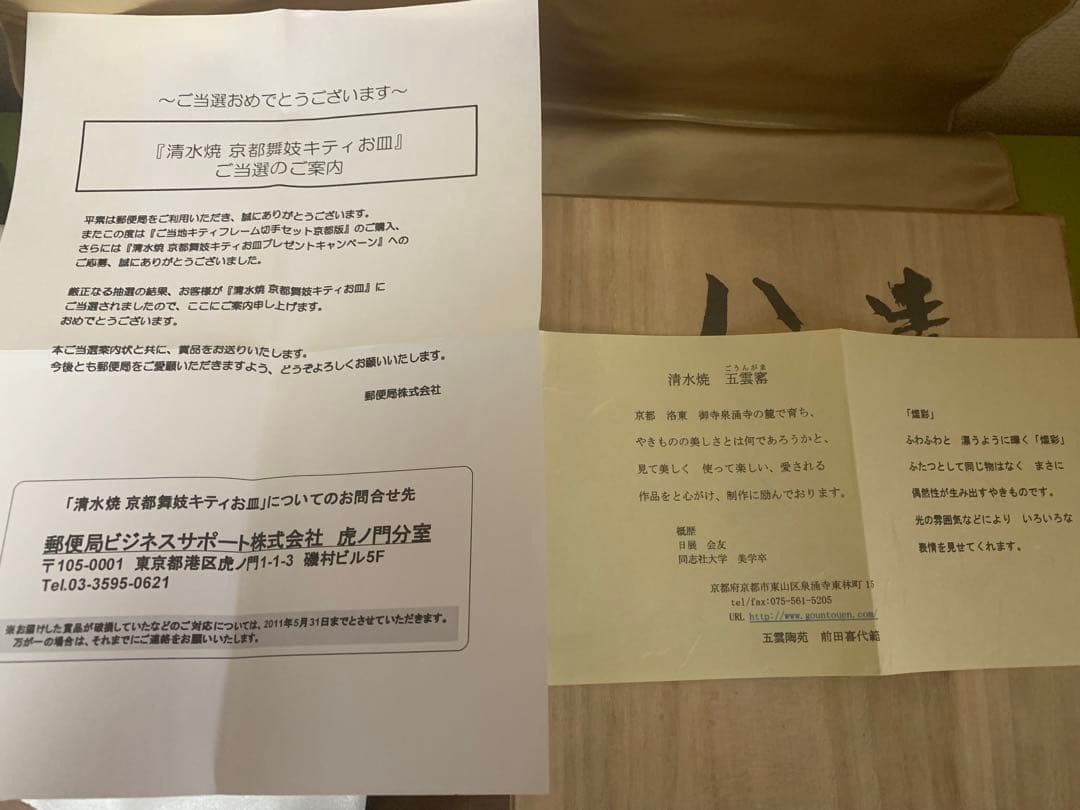 ～ご当選おめでとうございます～
『清水焼 京都舞妓キティお皿』
ご当選のご案内
平素は郵便局をご利用いただき、誠にありがとうございます。
またこの度は『ご当地キティフレーム切手セット京都版』のご購入、
さらには『清水焼 京都舞妓キティお皿プレゼントキャンペーン』への
ご応募、誠にありがとうございました。
厳正なる抽選の結果、お客様が『清水焼 京都舞妓キティお皿』に
ご当選されましたので、ここにご案内申し上げます。
おめでとうございます。
本ご当選案内状と共に、賞品をお送りいたします。
今後とも郵便局をご愛顧いただきますよう、どうぞよろしくお願いいたします。
郵便局株式会社
「清水焼 京都舞妓キティお皿」についてのお問合せ先
郵便局ビジネスサポート株式会社 虎ノ門分室
〒105-0001 東京都港区虎ノ門1-1-3 磯村ビル5F
Tel.03-3595-0621
※お届けした賞品が破損していたなどのご対応については、2011年5月31日までとさせていただきます。
万が一の場合は、それまでにご連絡をお願いいたします。
ごうんがま
清水焼 五雲窯
京都 洛東 御寺泉涌寺の麓で育ち、
やきものの美しさとは何であろうかと、
見て美しく 使って楽しい、愛される
作品をと心がけ、制作に励んでおります。
概歴
日展 会友
同志社大学 美学卒
京都府京都市東山区泉涌寺東林町 15
tel/fax:075-561-5205
URL http://www.gountouen.com/
五雲陶苑 前田喜代範
「燿彩」
ふわふわと 漂うように曜く「燿彩」
ふたつとして同じ物はなく まさに
偶然性が生み出すやきものです。
光の雰囲気などにより いろいろな
表情を見せてくれます。